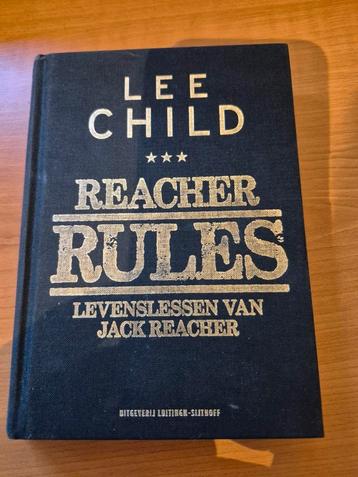 LEE
CHILD
★★★
REACHER
RULES
LEVENSLESSEN VAN
JACK REACHER
UITGEVERIJ LUITINGH-SIJTHOFF